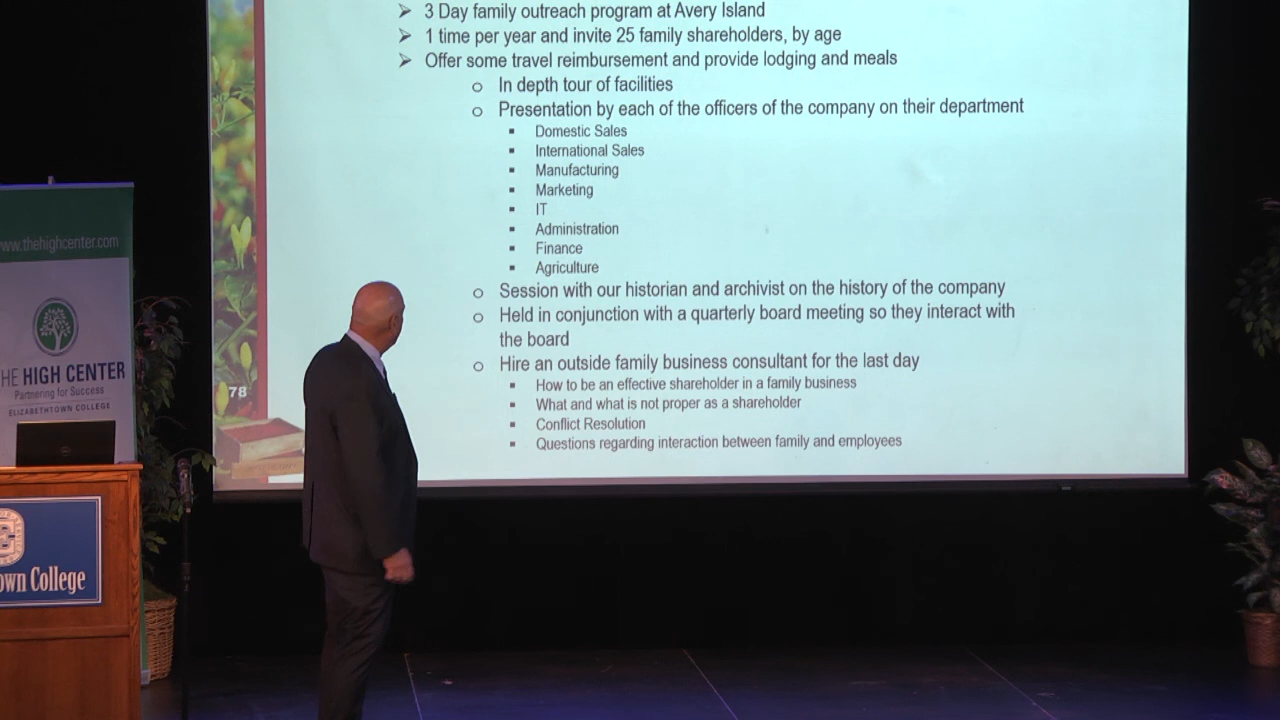 ➢ 3 Day family outreach program at Avery Island
➢ 1 time per year and invite 25 family shareholders, by age
➢ Offer some travel reimbursement and provide lodging and meals
o In depth tour of facilities
o Presentation by each of the officers of the company on their department
▪ Domestic Sales
▪ International Sales
▪ Manufacturing
▪ Marketing
▪ IT
▪ Administration
▪ Finance
▪ Agriculture
o Session with our historian and archivist on the history of the company
o Held in conjunction with a quarterly board meeting so they interact with
the board
o Hire an outside family business consultant for the last day
▪ How to be an effective shareholder in a family business
▪ What and what is not proper as a shareholder
▪ Conflict Resolution
▪ Questions regarding interaction between family and employees
78
ww.thehighcenter.com
HE HIGH CENTER
Partnering for Success
ELIZABETHTOWN COLLEGE
own College